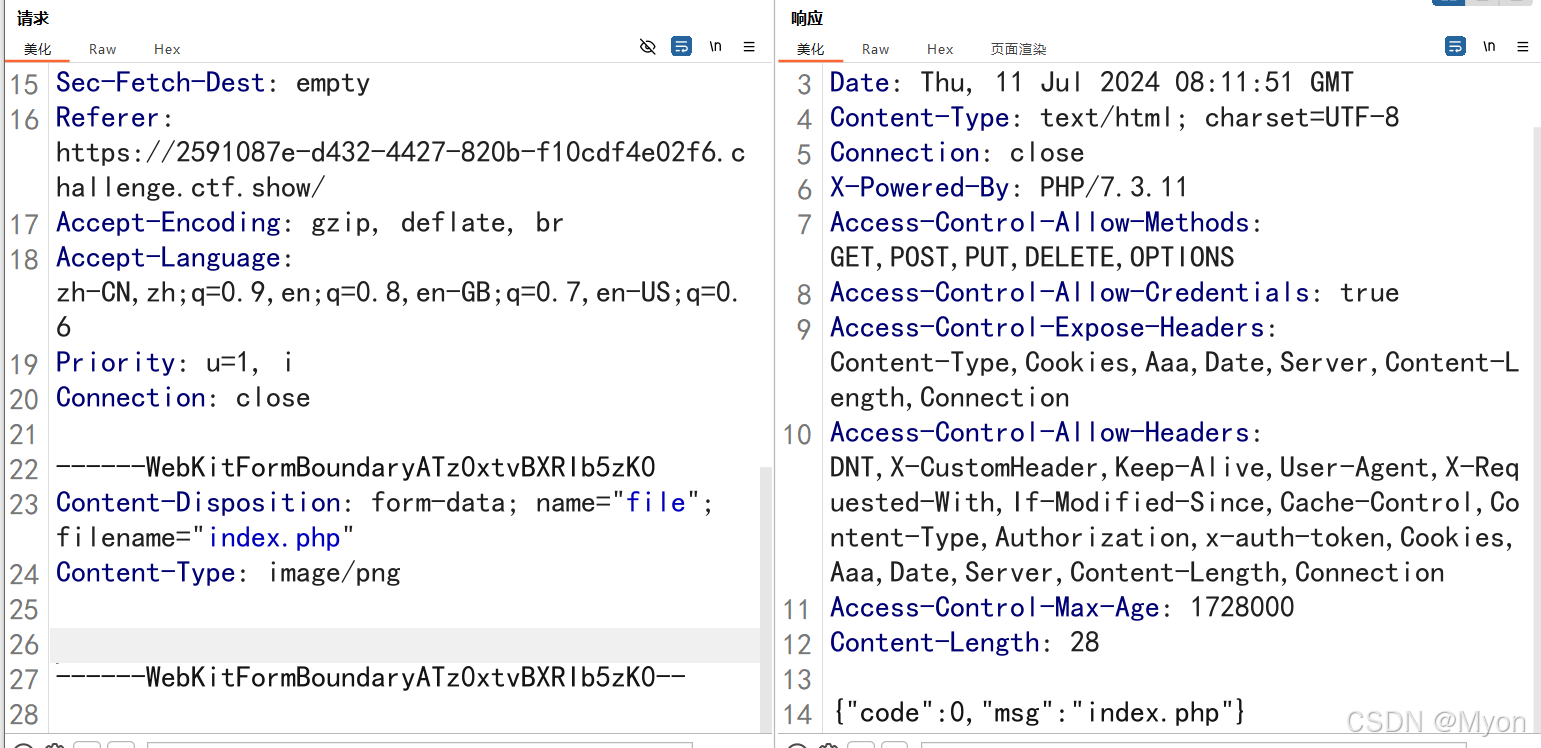 请求
美化 Raw Hex \n
15 Sec-Fetch-Dest: empty
16 Referer:
https://2591087e-d432-4427-820b-f10cdf4e02f6.c
hallenge.ctf.show/
17 Accept-Encoding: gzip, deflate, br
18 Accept-Language:
zh-CN,zh;q=0.9,en;q=0.8,en-GB;q=0.7,en-US;q=0.
6
19 Priority: u=1, i
20 Connection: close
21
22 ------WebKitFormBoundaryATz0xtvBXRIb5zK0
23 Content-Disposition: form-data; name="file";
filename="index.php"
24 Content-Type: image/png
25
26
27 ------WebKitFormBoundaryATz0xtvBXRIb5zK0--
28
响应
美化 Raw Hex 页面渲染 \n
3 Date: Thu, 11 Jul 2024 08:11:51 GMT
4 Content-Type: text/html; charset=UTF-8
5 Connection: close
6 X-Powered-By: PHP/7.3.11
7 Access-Control-Allow-Methods:
GET,POST,PUT,DELETE,OPTIONS
8 Access-Control-Allow-Credentials: true
9 Access-Control-Expose-Headers:
Content-Type,Cookies,Aaa,Date,Server,Content-L
ength,Connection
10 Access-Control-Allow-Headers:
DNT,X-CustomHeader,Keep-Alive,User-Agent,X-Req
uested-With,If-Modified-Since,Cache-Control,Co
ntent-Type,Authorization,x-auth-token,Cookies,
Aaa,Date,Server,Content-Length,Connection
11 Access-Control-Max-Age: 1728000
12 Content-Length: 28
13
14 {"code":0,"msg":"index.php"}
CSDN @Myon